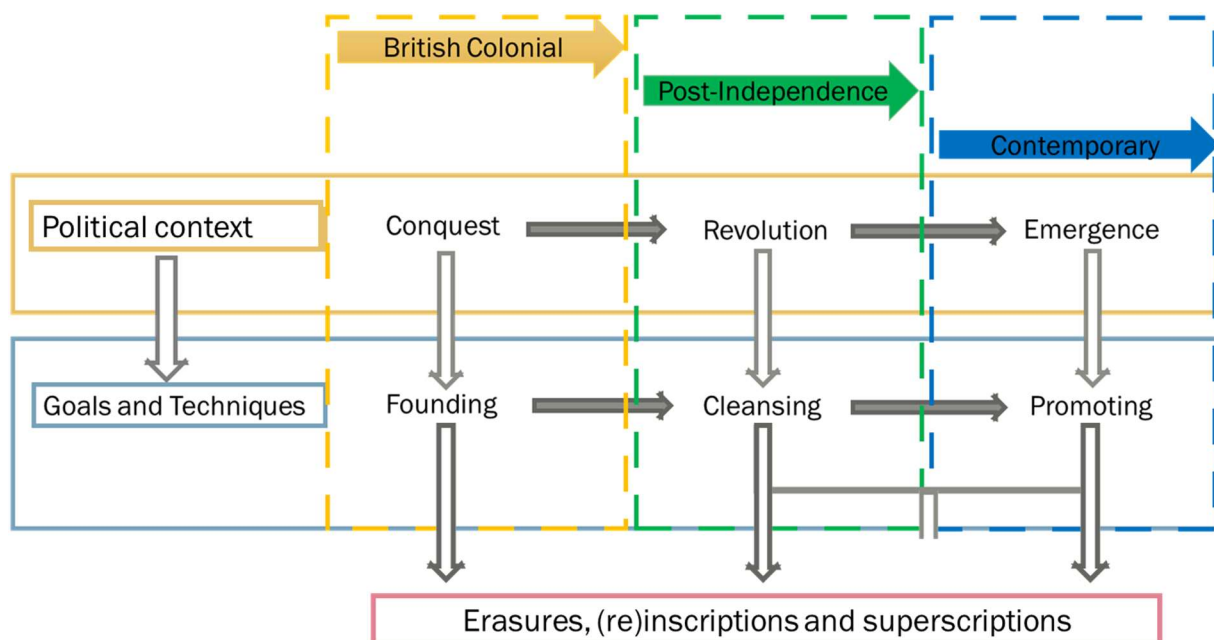 British Colonial
Post-Independence
Contemporary
Political context
Conquest
Revolution
Emergence
Goals and Techniques
Founding
Cleansing
Promoting
Erasures, (re)inscriptions and superscriptions